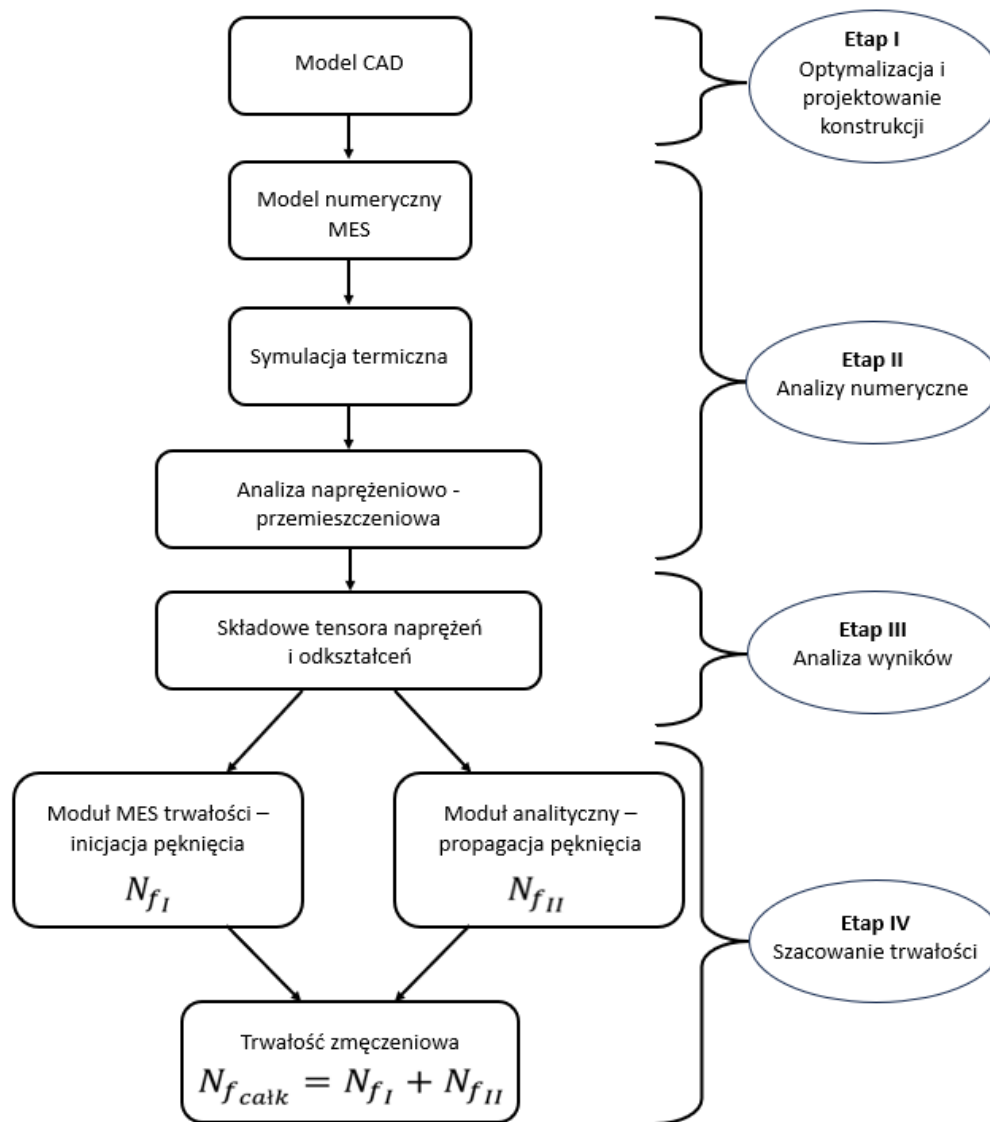 Model CAD
Etap I
Optymalizacja i
projektowanie
konstrukcji
Model numeryczny
MES
Symulacja termiczna
Etap II
Analizy numeryczne
Analiza naprężeniowo -
przemieszczeniowa
Składowe tensora naprężeń
i odkształceń
Etap III
Analiza wyników
Moduł MES trwałości –
inicjacja pęknięcia
N_{f_I}
Moduł analityczny –
propagacja pęknięcia
N_{f_{II}}
Etap IV
Szacowanie trwałości
Trwałość zmęczeniowa
N_{f_{całk}} = N_{f_I} + N_{f_{II}}